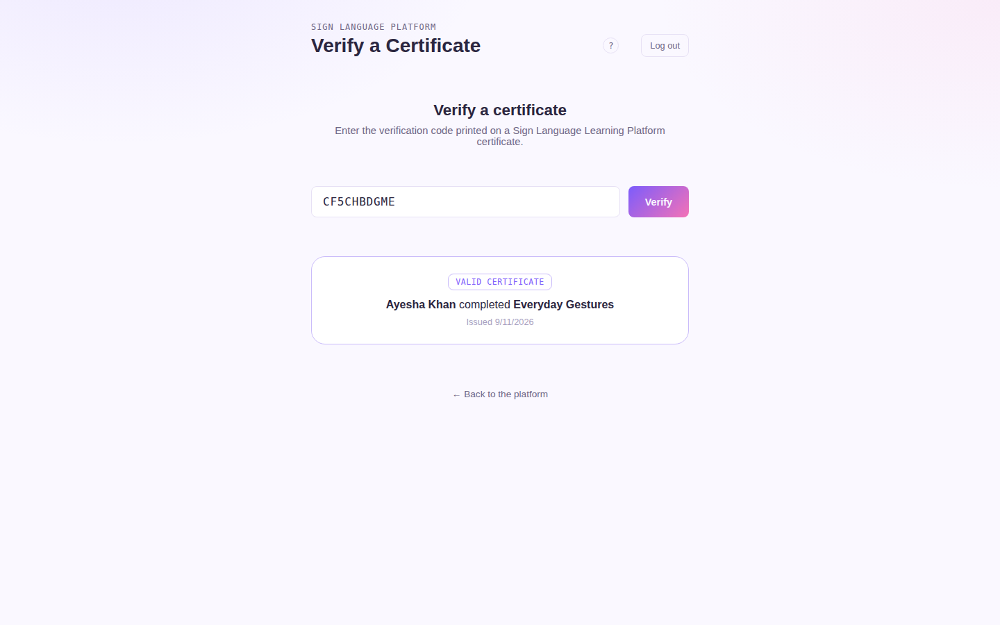 SIGN LANGUAGE PLATFORM
Verify a Certificate
?
Log out
Verify a certificate
Enter the verification code printed on a Sign Language Learning Platform
certificate.
CF5CHBDGME
Verify
VALID CERTIFICATE
Ayesha Khan completed Everyday Gestures
Issued 9/11/2026
← Back to the platform